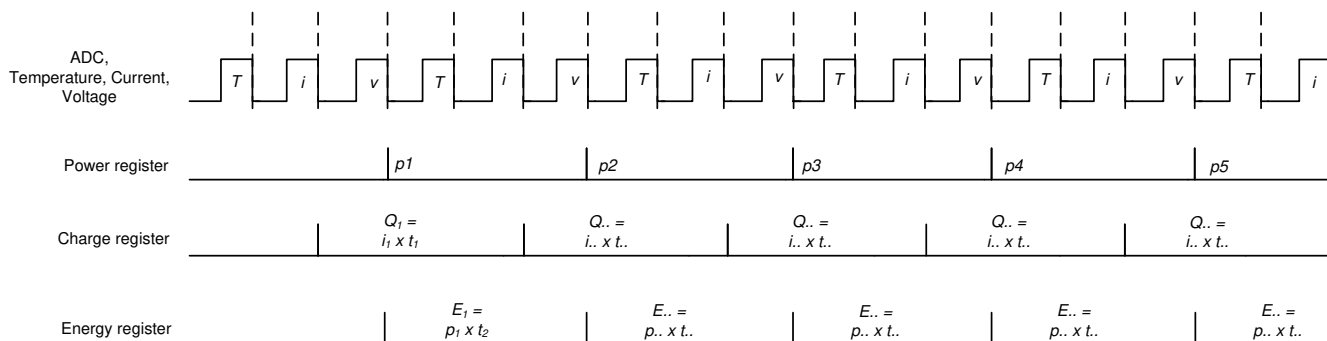 ADC,
Temperature, Current,
Voltage
T i v T i v T i v T i v T i v T i
Power register
p1 p2 p3 p4 p5
Charge register
Q1 = Q.. = Q.. = Q.. = Q.. =
i1 x t1 i.. x t.. i.. x t.. i.. x t.. i.. x t..
Energy register
E1 = E.. = E.. = E.. = E.. =
p1 x t2 p.. x t.. p.. x t.. p.. x t.. p.. x t..